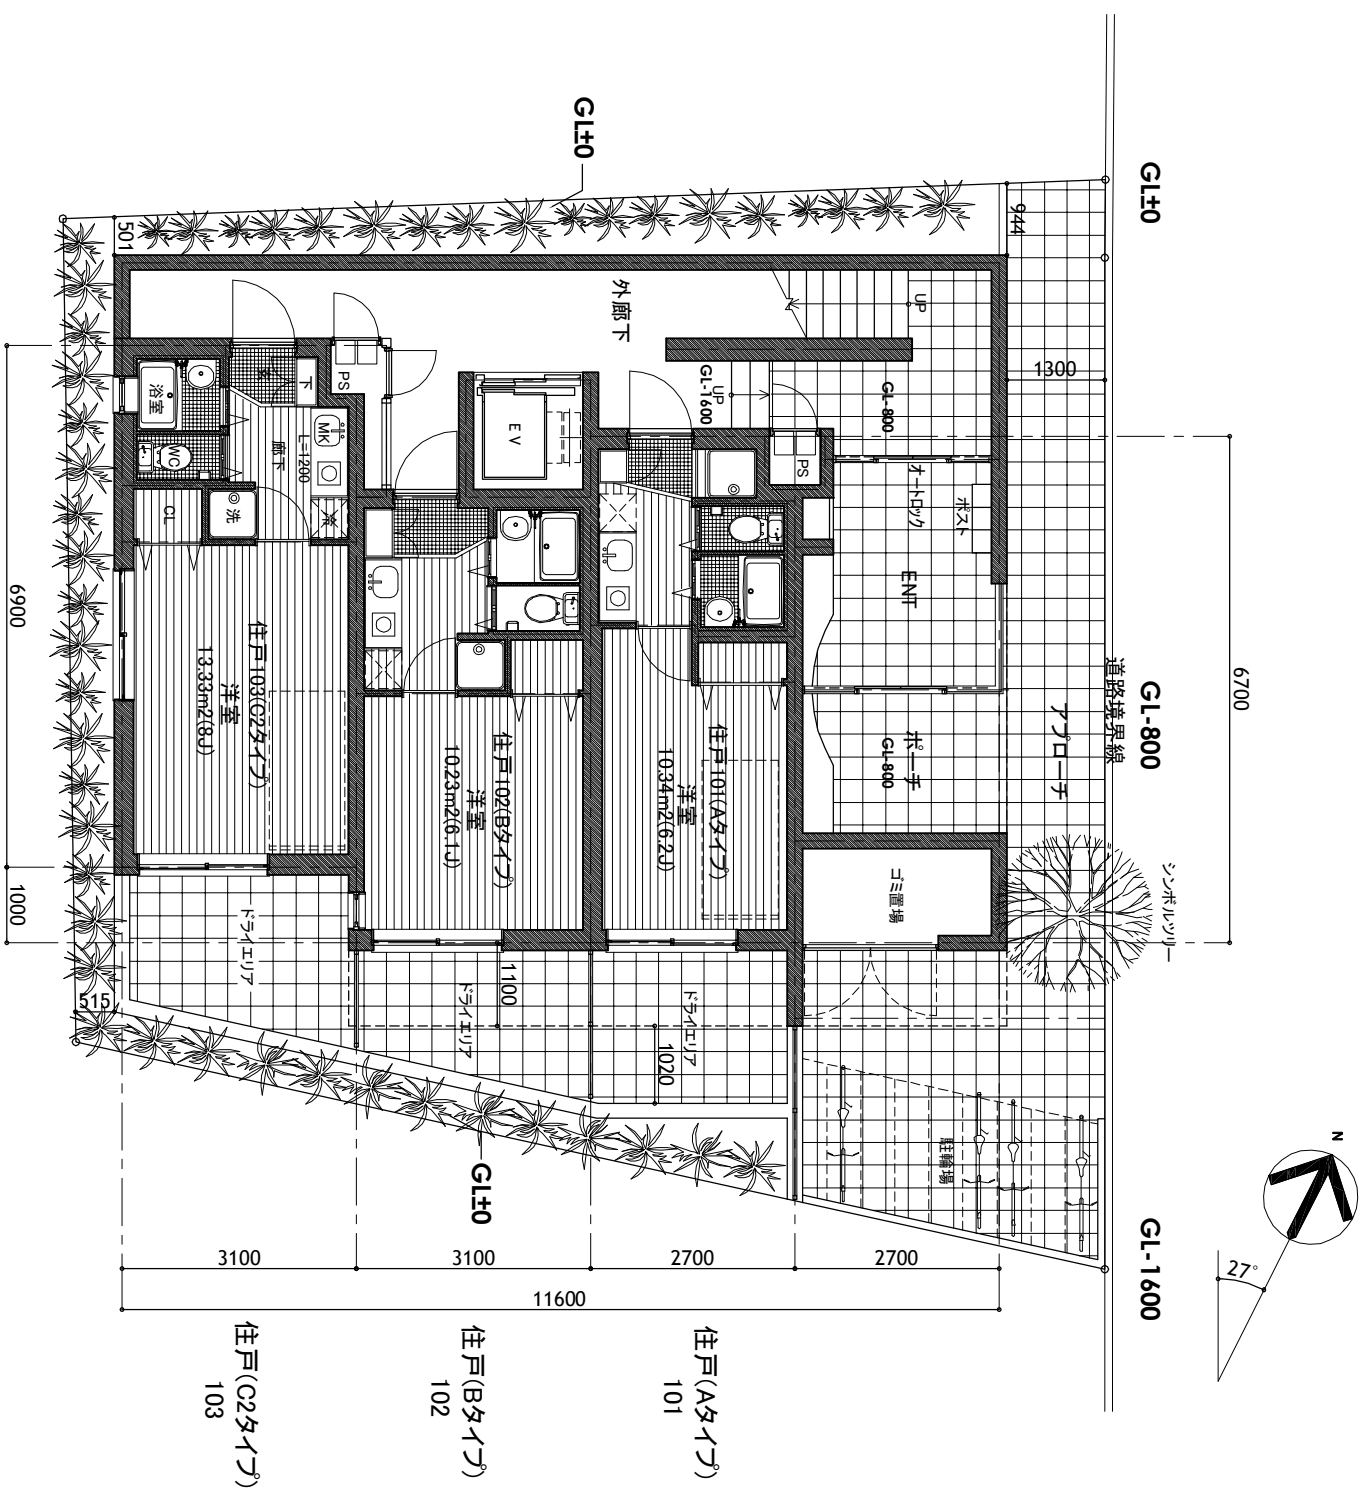 GL±0
GL-800
GL-1600
GL±0
944
501
1300
6700
道路境界線
アプローチ
シンボルツリー
外廊下
UP
UP
GL-1600
GL-800
オートロック
ポスト
ENT
ポーチ
GL-800
ゴミ置場
PS
PS
EV
浴室
WC
玄
下
MK
L=1200
廊下
洗
冷
CL
住戸103(C2タイプ)
洋室
13.33m2(8J)
住戸102(Bタイプ)
洋室
10.23m2(6.1J)
住戸101(Aタイプ)
洋室
10.34m2(6.2J)
ドライエリア
ドライエリア
ドライエリア
1100
1020
515
駐輪場
GL±0
6900
1000
3100
3100
2700
2700
11600
住戸(C2タイプ)
103
住戸(Bタイプ)
102
住戸(Aタイプ)
101
N
27°